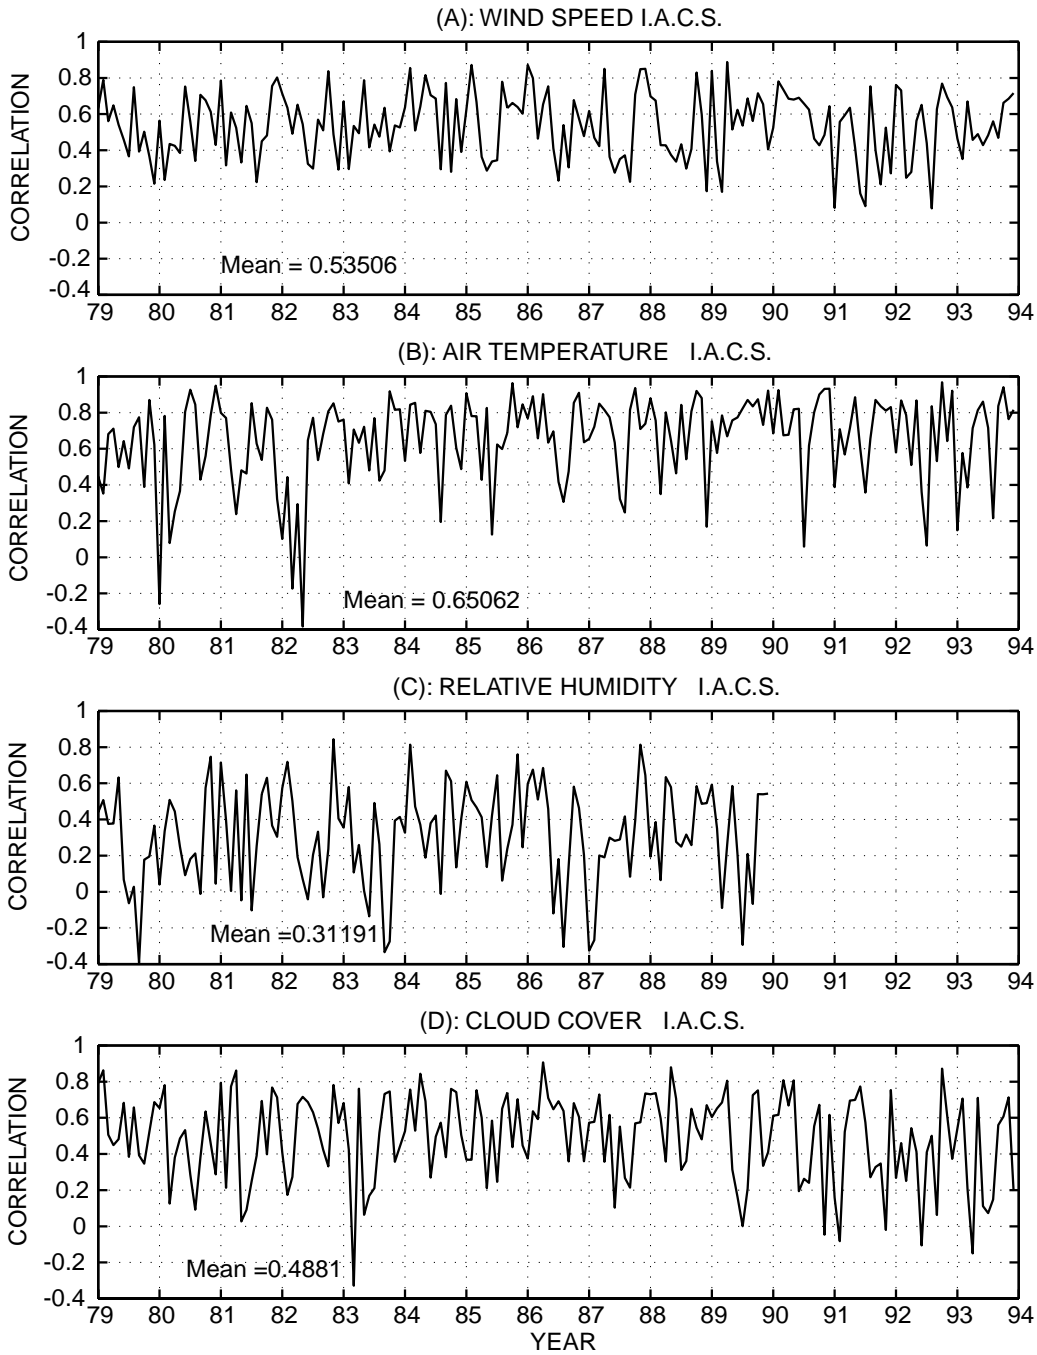 (A): WIND SPEED I.A.C.S.
CORRELATION
1
0.8
0.6
0.4
0.2
0
-0.2
-0.4
Mean = 0.53506
79 80 81 82 83 84 85 86 87 88 89 90 91 92 93 94
(B): AIR TEMPERATURE I.A.C.S.
CORRELATION
1
0.8
0.6
0.4
0.2
0
-0.2
-0.4
Mean = 0.65062
79 80 81 82 83 84 85 86 87 88 89 90 91 92 93 94
(C): RELATIVE HUMIDITY I.A.C.S.
CORRELATION
1
0.8
0.6
0.4
0.2
0
-0.2
-0.4
Mean =0.31191
79 80 81 82 83 84 85 86 87 88 89 90 91 92 93 94
(D): CLOUD COVER I.A.C.S.
CORRELATION
1
0.8
0.6
0.4
0.2
0
-0.2
-0.4
Mean =0.4881
79 80 81 82 83 84 85 86 87 88 89 90 91 92 93 94
YEAR